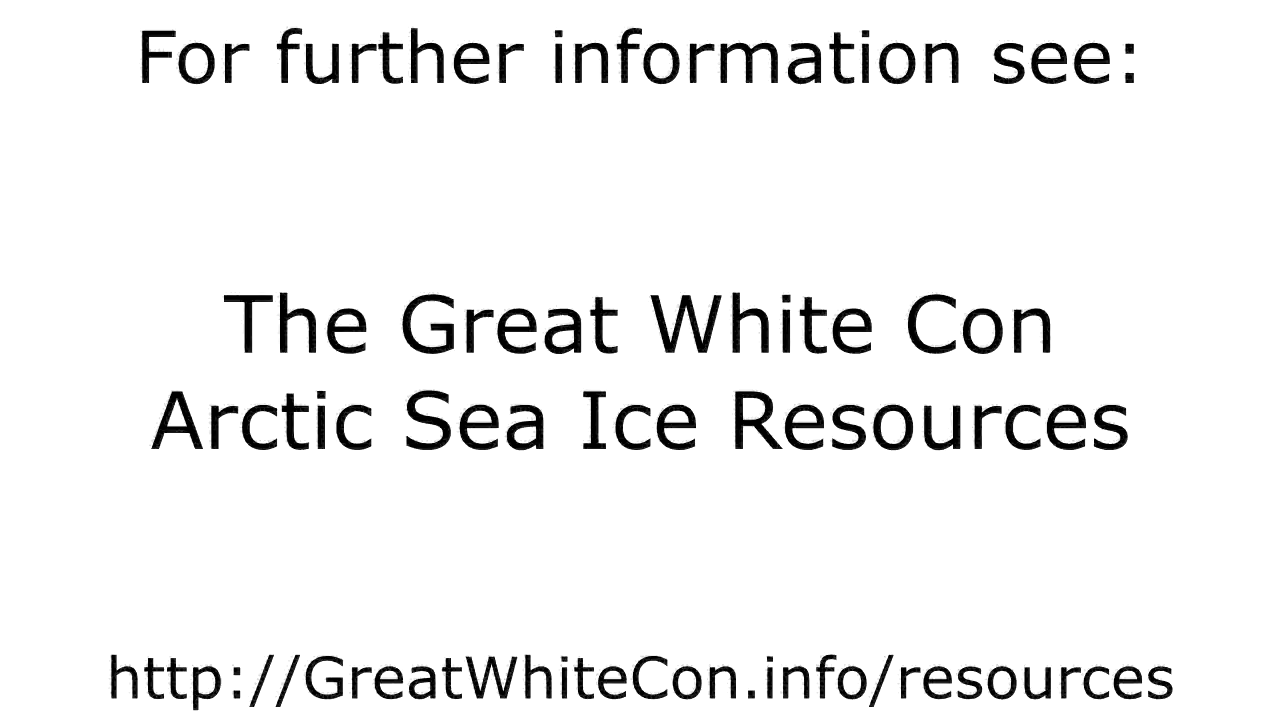 For further information see:
The Great White Con
Arctic Sea Ice Resources
http://GreatWhiteCon.info/resources